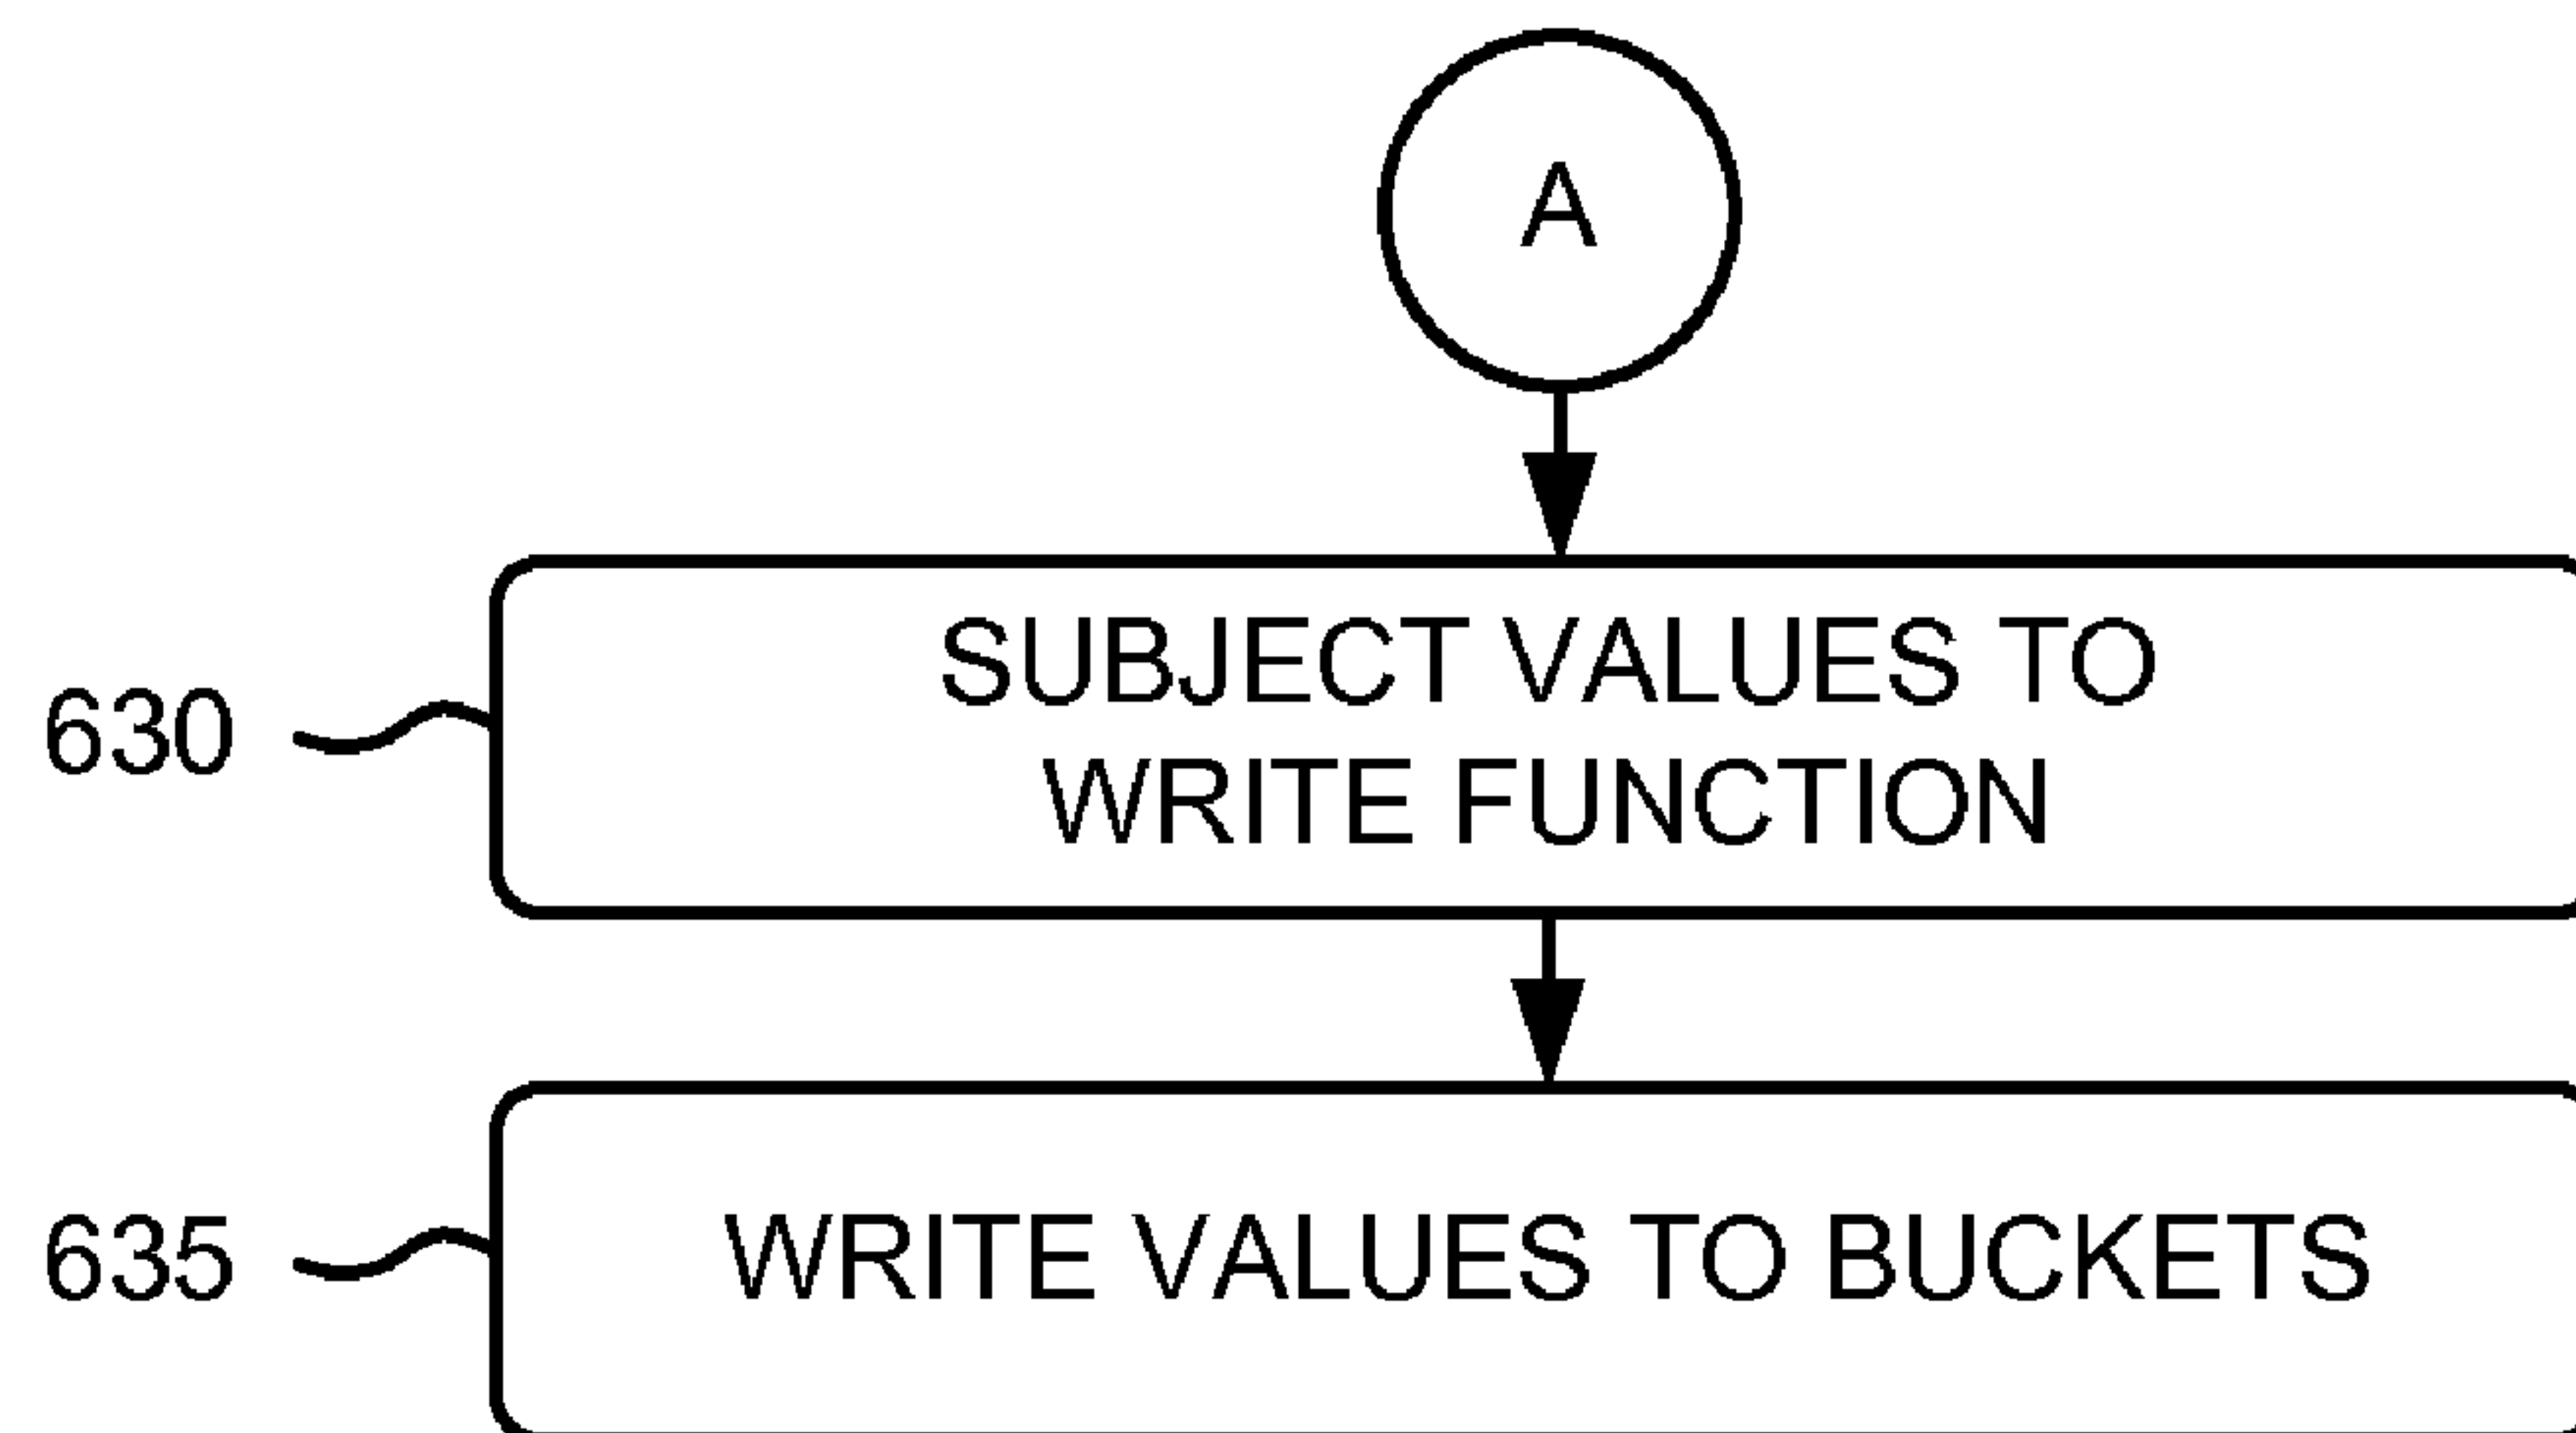 A
SUBJECT VALUES TO
WRITE FUNCTION
630
WRITE VALUES TO BUCKETS
635